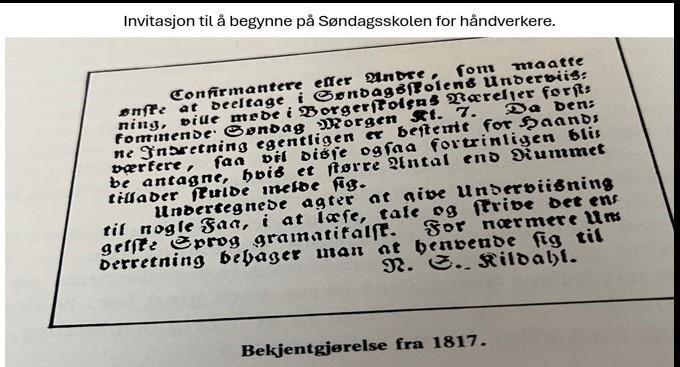 Invitasjon til å begynne på Søndagsskolen for håndverkere.
Confirmantere eller Andre, som maatte
ønske at deeltage i Søndagsskolens Underviis-
ning, ville møde i Borgerskolens Værelser først-
kommende Søndag Morgen Kl. 7. Da den-
ne Indretning egentligen er bestemt for Haand-
værkere, saa vil disse ogsaa fortrinligen bli-
ve antagne, hvis et større Antal end Rummet
tillader skulde melde sig.
Undertegnede agter at give Underviisning
til nogle Faa, i at læse, tale og skrive det en-
gelske Sprog gramatikalsk. For nærmere Un-
derretning behager man at henvende sig til
N. S. Kildahl.
Bekjentgjørelse fra 1817.